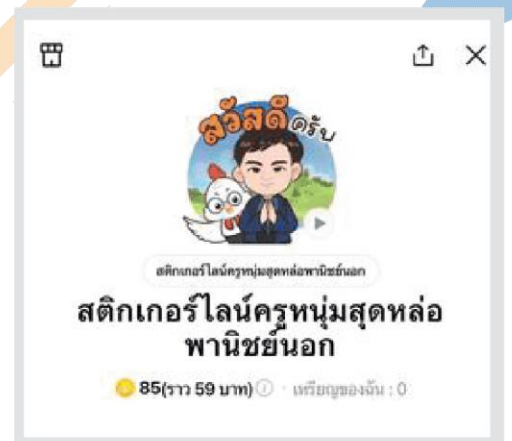 สวัสดีครับ
สติกเกอร์ไลน์ครูหนุ่มสุดหล่อพานิชย์นอก
สติกเกอร์ไลน์ครูหนุ่มสุดหล่อ
พานิชย์นอก
85(ราว 59 บาท) · เหรียญของฉัน : 0